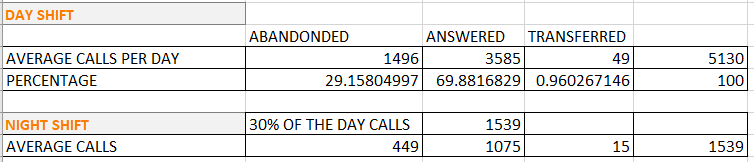 DAY SHIFT
ABANDONDED ANSWERED TRANSFERRED
AVERAGE CALLS PER DAY 1496 3585 49 5130
PERCENTAGE 29.15804997 69.8816829 0.960267146 100
NIGHT SHIFT 30% OF THE DAY CALLS 1539
AVERAGE CALLS 449 1075 15 1539